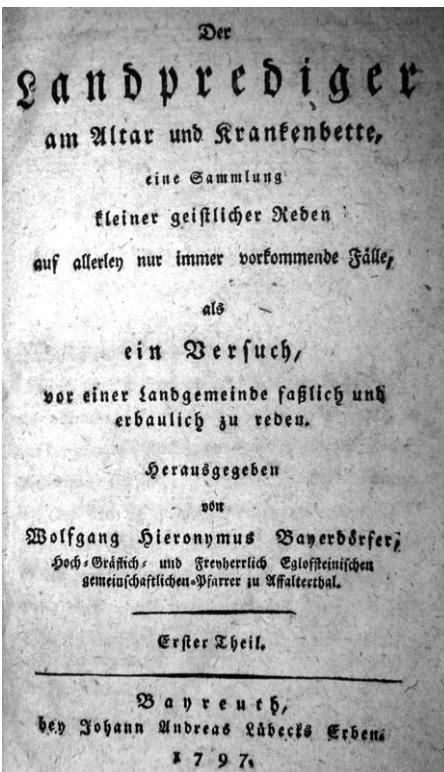 Der
Landprediger
am Altar und Krankenbette,
eine Sammlung
kleiner geistlicher Reden
auf allerley nur immer vorkommende Fälle,
als
ein Versuch,
vor einer Landgemeinde faßlich und
erbaulich zu reden.
Herausgegeben
von
Wolfgang Hieronymus Bayerdörfer,
Hoch-Gräflich- und Freyherrlich Eglofsteinischen
gemeinschaftlichen-Pfarrer zu Affalterthal.
Erster Theil.
Bayreuth,
bey Johann Andreas Lübecks Erben.
1797.